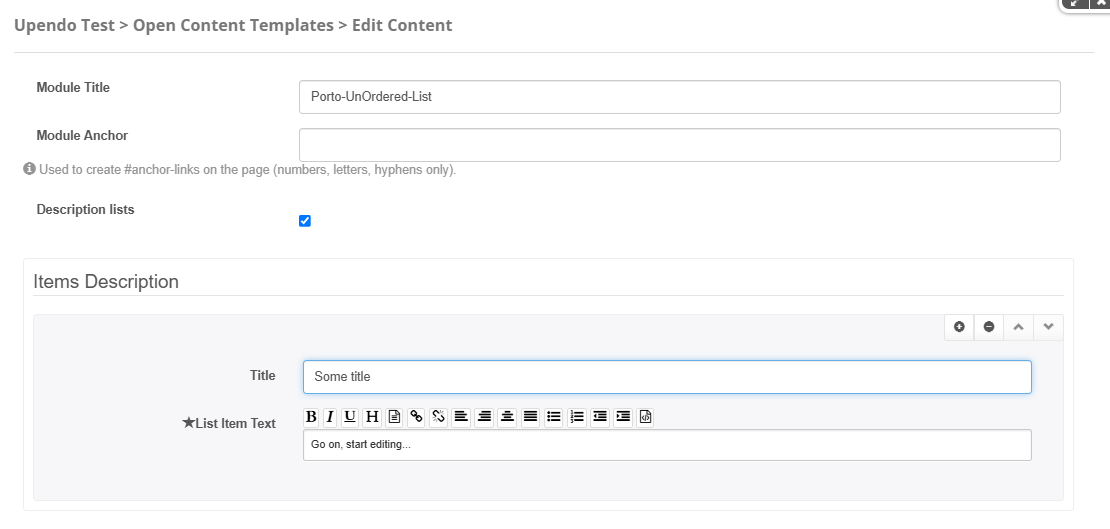 Upendo Test > Open Content Templates > Edit Content
Module Title
Porto-UnOrdered-List
Module Anchor
Used to create #anchor-links on the page (numbers, letters, hyphens only).
Description lists
Items Description
Title
Some title
★List Item Text
B I U H
Go on, start editing...